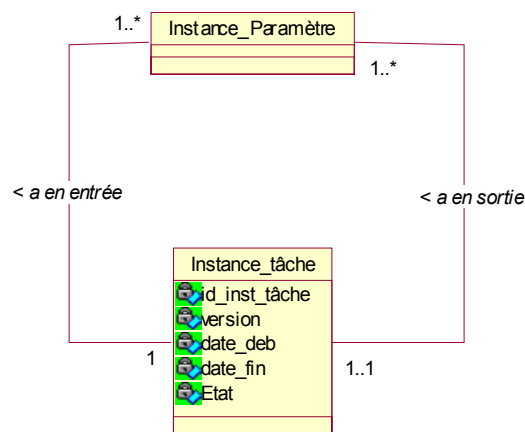 1..*
Instance_Paramètre
1..*
< a en entrée
< a en sortie
Instance_tâche
id_inst_tâche
version
date_deb
date_fin
Etat
1
1..1